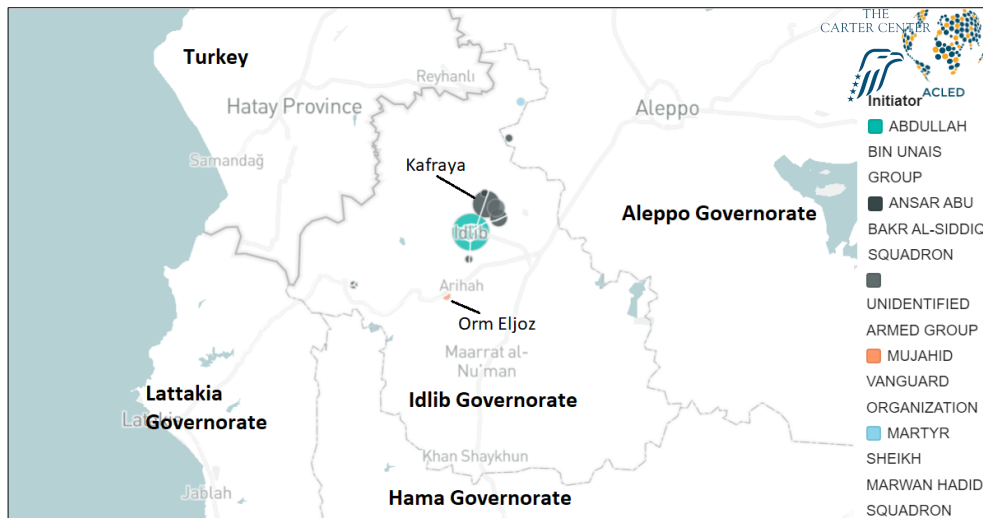 THE
CARTER CENTER
ACLED
Turkey
Reyhanlı
Hatay Province
Aleppo
Samandağ
Kafraya
Aleppo Governorate
Idlib
Arihah
Orm Eljoz
Maarrat al-
Nu'man
Lattakia
Governorate
Idlib Governorate
Khan Shaykhun
Jablah
Hama Governorate
Initiator
ABDULLAH
BIN UNAIS
GROUP
ANSAR ABU
BAKR AL-SIDDIQ
SQUADRON
UNIDENTIFIED
ARMED GROUP
MUJAHID
VANGUARD
ORGANIZATION
MARTYR
SHEIKH
MARWAN HADID
SQUADRON